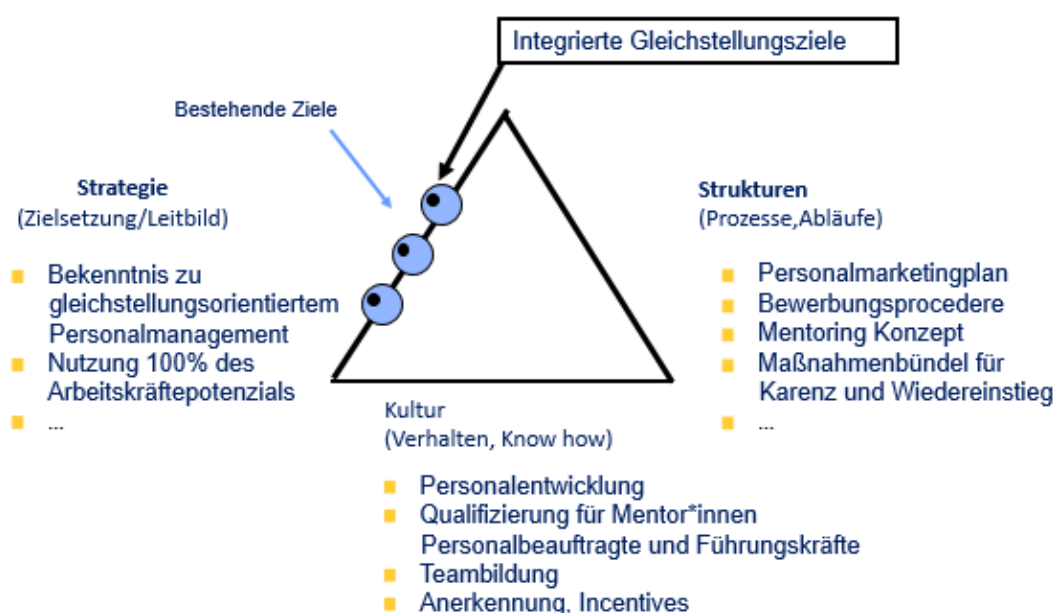 Integrierte Gleichstellungsziele
Bestehende Ziele
Strategie
(Zielsetzung/Leitbild)
Bekenntnis zu
gleichstellungsorientiertem
Personalmanagement
Nutzung 100% des
Arbeitskräftepotenzials
...
Strukturen
(Prozesse,Abläufe)
Personalmarketingplan
Bewerbungsprocedere
Mentoring Konzept
Maßnahmenbündel für
Karenz und Wiedereinstieg
...
Kultur
(Verhalten, Know how)
Personalentwicklung
Qualifizierung für Mentor*innen
Personalbeauftragte und Führungskräfte
Teambildung
Anerkennung, Incentives